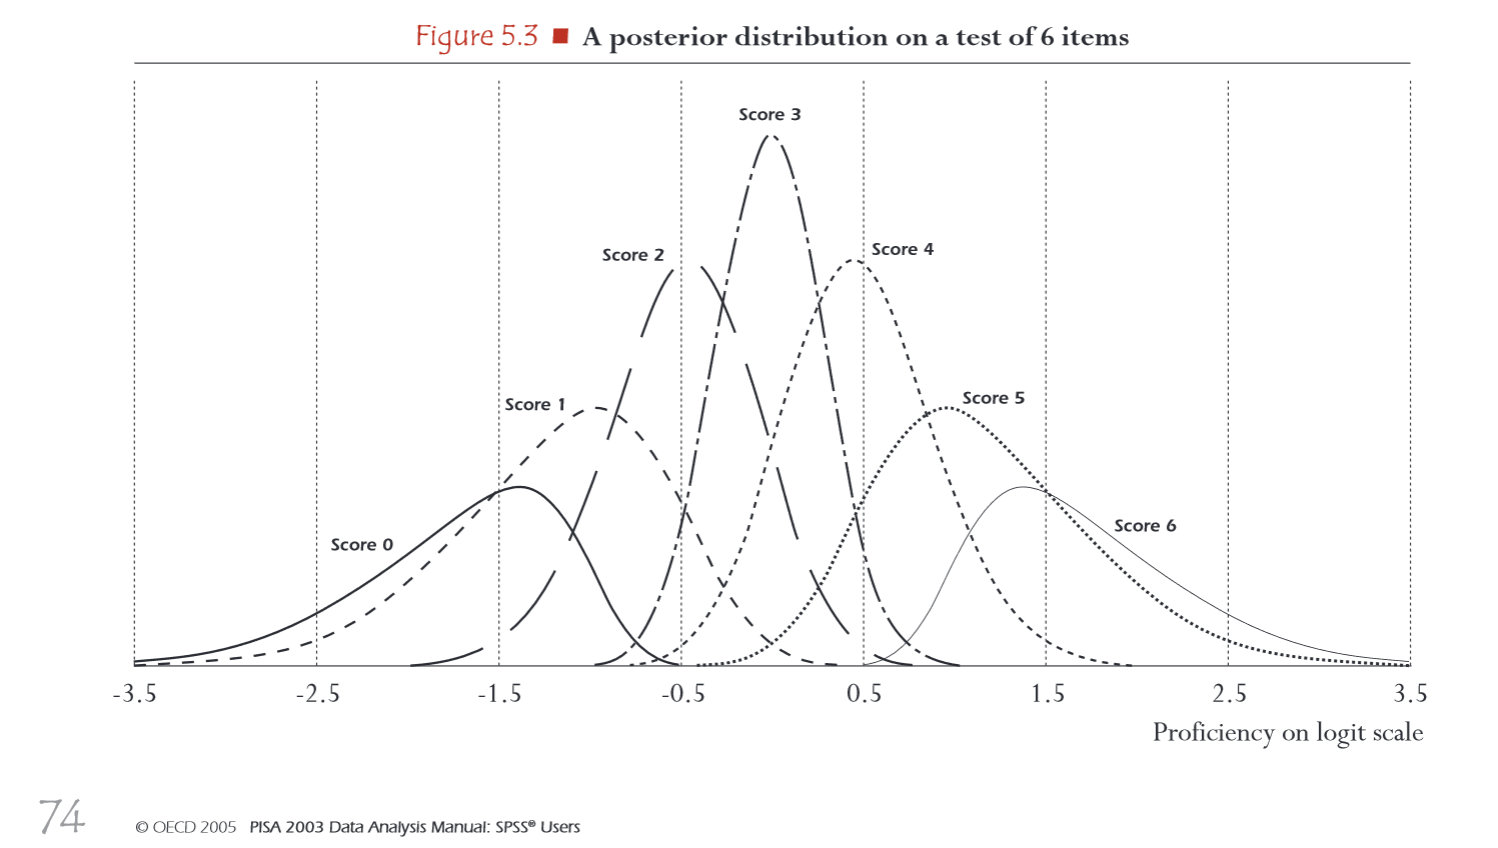 Figure 5.3 ■ A posterior distribution on a test of 6 items
Score 3
Score 4
Score 2
Score 5
Score 1
Score 6
Score 0
-3.5 -2.5 -1.5 -0.5 0.5 1.5 2.5 3.5
Proficiency on logit scale
74 © OECD 2005 PISA 2003 Data Analysis Manual: SPSS® Users